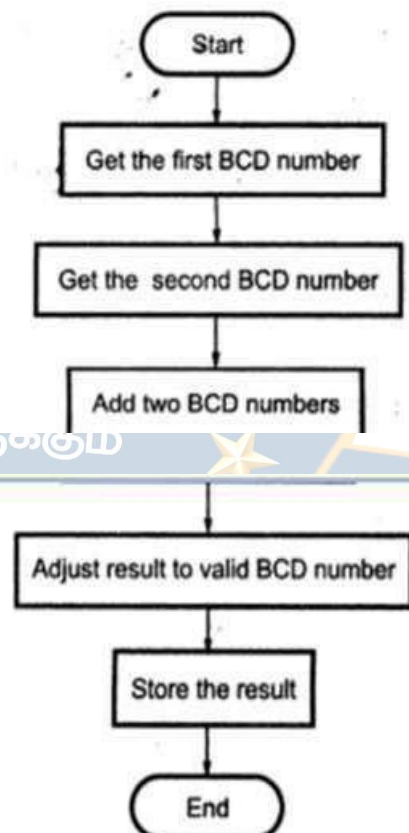 Start
Get the first BCD number
Get the second BCD number
Add two BCD numbers
Adjust result to valid BCD number
Store the result
End